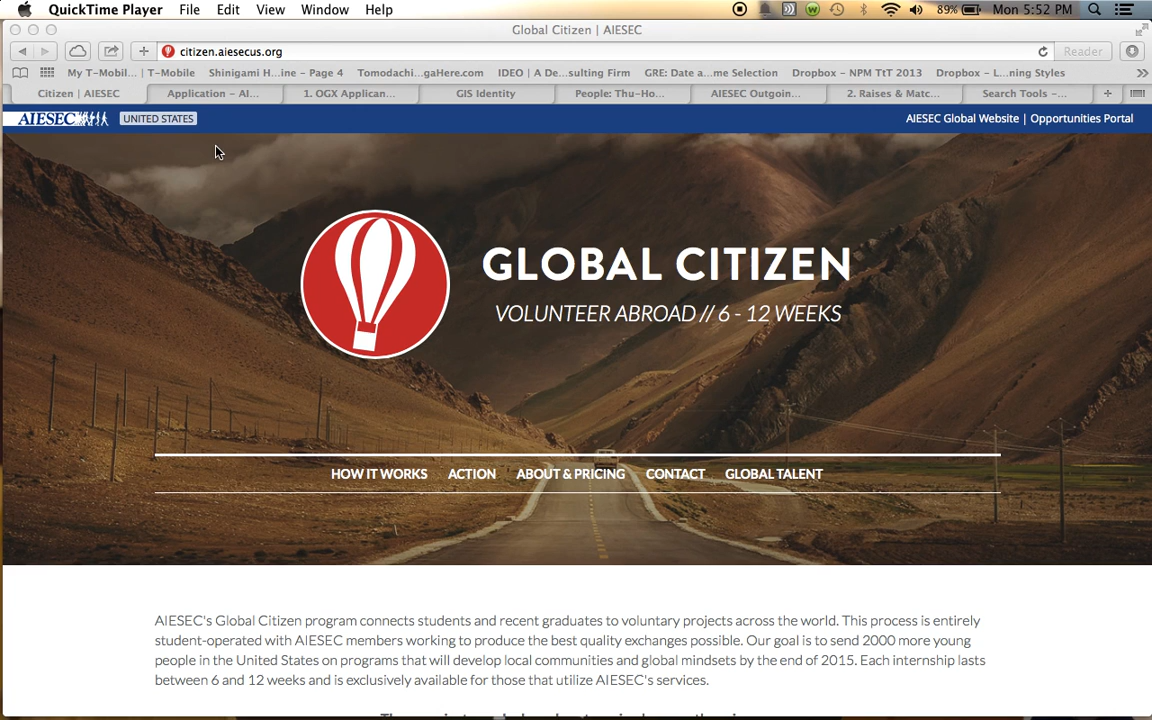 QuickTime Player File Edit View Window Help 89% Mon 5:52 PM
Global Citizen | AIESEC
citizen.aiesecus.org Reader
My T-Mobil... | T-Mobile Shinigami H...ine - Page 4 Tomodachi...gaHere.com IDEO | A De...sulting Firm GRE: Date a...me Selection Dropbox - NPM TtT 2013 Dropbox - L...ning Styles
Citizen | AIESEC Application – AI... 1. OGX Applican... GIS Identity People: Thu-Ho... AIESEC Outgoin... 2. Raises & Matc... Search Tools –...
AIESEC UNITED STATES AIESEC Global Website | Opportunities Portal
GLOBAL CITIZEN
VOLUNTEER ABROAD // 6 - 12 WEEKS
HOW IT WORKS ACTION ABOUT & PRICING CONTACT GLOBAL TALENT
AIESEC's Global Citizen program connects students and recent graduates to voluntary projects across the world. This process is entirely
student-operated with AIESEC members working to produce the best quality exchanges possible. Our goal is to send 2000 more young
people in the United States on programs that will develop local communities and global mindsets by the end of 2015. Each internship lasts
between 6 and 12 weeks and is exclusively available for those that utilize AIESEC's services.